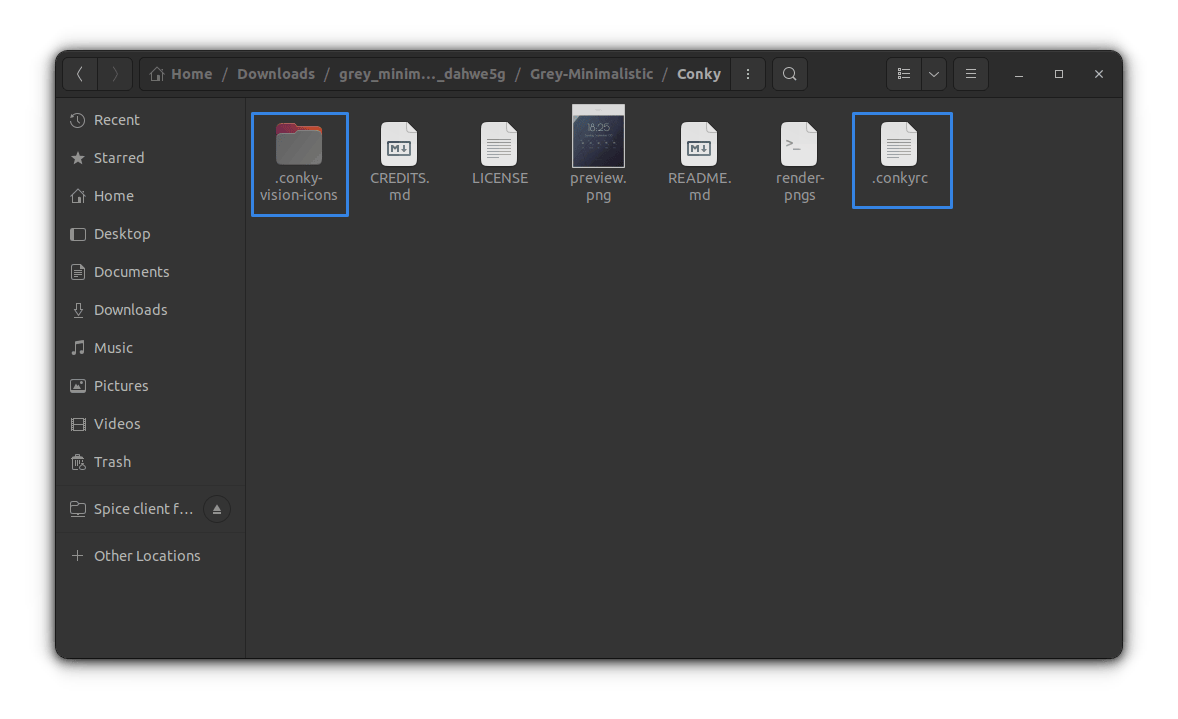 Home / Downloads / grey_minim…_dahwe5g / Grey-Minimalistic / Conky
Recent
Starred
Home
Desktop
Documents
Downloads
Music
Pictures
Videos
Trash
Spice client f…
Other Locations
.conky-
vision-icons
CREDITS.
md
LICENSE
18:25
preview.
png
README.
md
>_
render-
pngs
.conkyrc